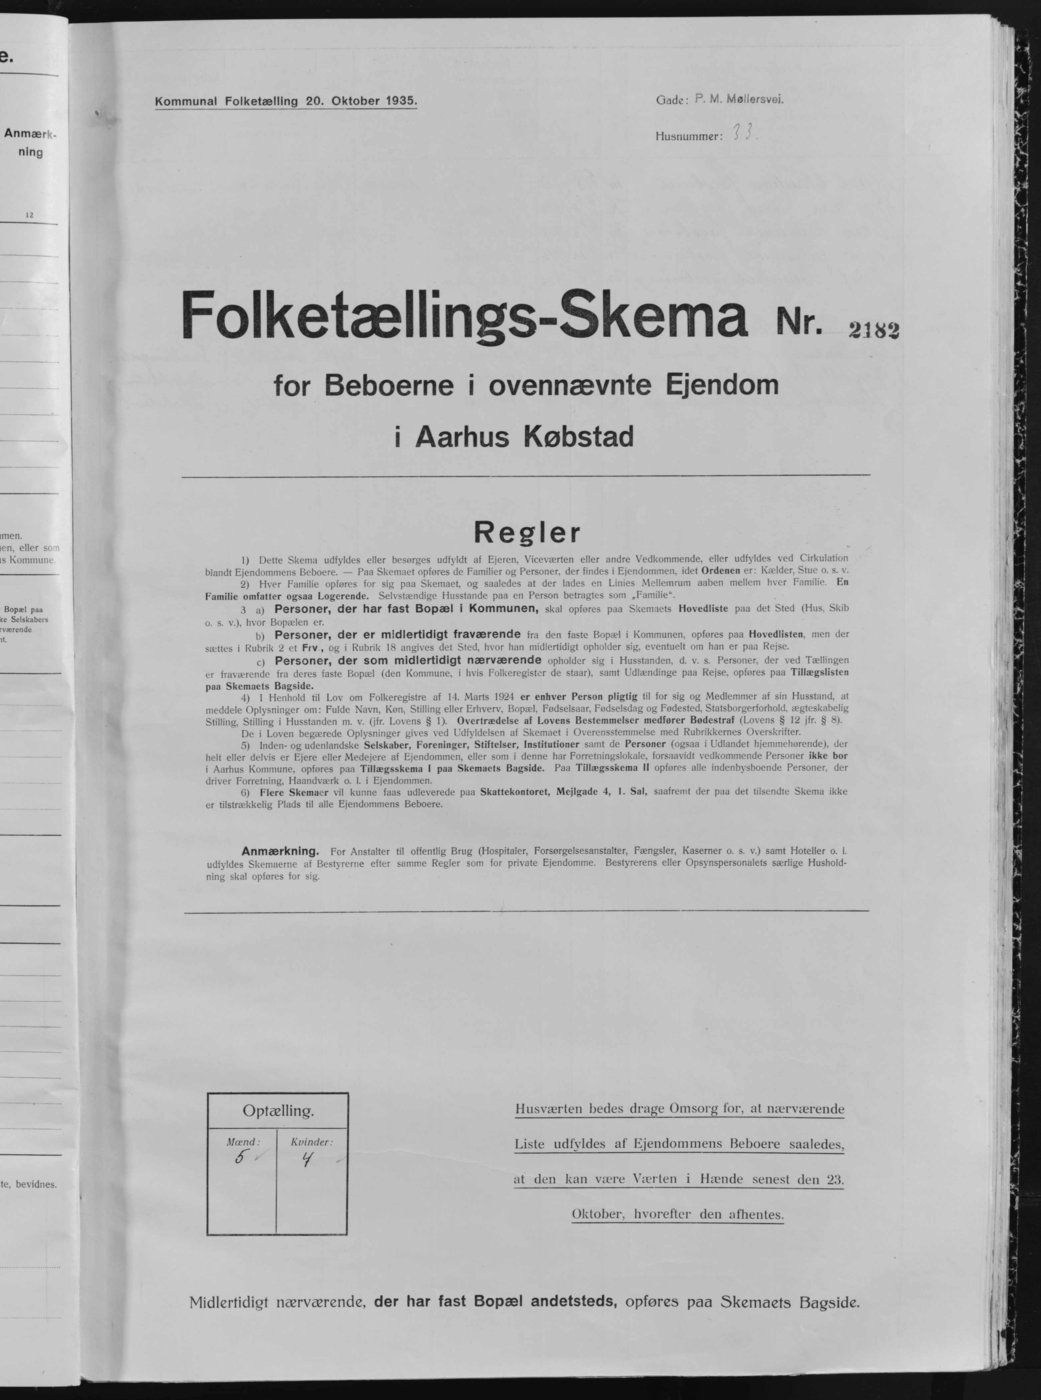 e.
Anmærk-
ning
12
men.
en, eller som
s Kommune.
Bopæl paa
ke Selskabers
rværende
nt.
te, bevidnes.
Kommunal Folketælling 20. Oktober 1935.
Gade: P. M. Møllersvej.
Husnummer: 33.
Folketællings-Skema Nr. 2182
for Beboerne i ovennævnte Ejendom
i Aarhus Købstad
Regler
1) Dette Skema udfyldes eller besørges udfyldt af Ejeren, Viceværten eller andre Vedkommende, eller udfyldes ved Cirkulation
blandt Ejendommens Beboere. — Paa Skemaet opføres de Familier og Personer, der findes i Ejendommen, idet Ordenen er: Kælder, Stue o. s. v.
2) Hver Familie opføres for sig paa Skemaet, og saaledes at der lades en Linies Mellemrum aaben mellem hver Familie. En
Familie omfatter ogsaa Logerende. Selvstændige Husstande paa en Person betragtes som „Familie“.
3 a) Personer, der har fast Bopæl i Kommunen, skal opføres paa Skemaets Hovedliste paa det Sted (Hus, Skib
o. s. v.), hvor Bopælen er.
b) Personer, der er midlertidigt fraværende fra den faste Bopæl i Kommunen, opføres paa Hovedlisten, men der
sættes i Rubrik 2 et Frv., og i Rubrik 18 angives det Sted, hvor han midlertidigt opholder sig, eventuelt om han er paa Rejse.
c) Personer, der som midlertidigt nærværende opholder sig i Husstanden, d. v. s. Personer, der ved Tællingen
er fraværende fra deres faste Bopæl (den Kommune, i hvis Folkeregister de staar), samt Udlændinge paa Rejse, opføres paa Tillægslisten
paa Skemaets Bagside.
4) I Henhold til Lov om Folkeregistre af 14. Marts 1924 er enhver Person pligtig til for sig og Medlemmer af sin Husstand, at
meddele Oplysninger om: Fulde Navn, Køn, Stilling eller Erhverv, Bopæl, Fødselsaar, Fødselsdag og Fødested, Statsborgerforhold, ægteskabelig
Stilling, Stilling i Husstanden m. v. (jfr. Lovens § 1). Overtrædelse af Lovens Bestemmelser medfører Bødestraf (Lovens § 12 jfr. § 8).
De i Loven begærede Oplysninger gives ved Udfyldelsen af Skemaet i Overensstemmelse med Rubrikkernes Overskrifter.
5) Inden- og udenlandske Selskaber, Foreninger, Stiftelser, Institutioner samt de Personer (ogsaa i Udlandet hjemmehørende), der
helt eller delvis er Ejere eller Medejere af Ejendommen, eller som i denne har Forretningslokale, forsaavidt vedkommende Personer ikke bor
i Aarhus Kommune, opføres paa Tillægsskema I paa Skemaets Bagside. Paa Tillægsskema II opføres alle indenbysboende Personer, der
driver Forretning, Haandværk o. l. i Ejendommen.
6) Flere Skemaer vil kunne faas udleverede paa Skattekontoret, Mejlgade 4, 1. Sal, saafremt der paa det tilsendte Skema ikke
er tilstrækkelig Plads til alle Ejendommens Beboere.
Anmærkning. For Anstalter til offentlig Brug (Hospitaler, Forsørgelsesanstalter, Fængsler, Kaserner o. s. v.) samt Hoteller o. l.
udfyldes Skemaerne af Bestyrerne efter samme Regler som for private Ejendomme. Bestyrerens eller Opsynspersonalets særlige Hushold-
ning skal opføres for sig.
Optælling.
Mænd: Kvinder:
5 4
Husværten bedes drage Omsorg for, at nærværende
Liste udfyldes af Ejendommens Beboere saaledes,
at den kan være Værten i Hænde senest den 23.
Oktober, hvorefter den afhentes.
Midlertidigt nærværende, der har fast Bopæl andetsteds, opføres paa Skemaets Bagside.